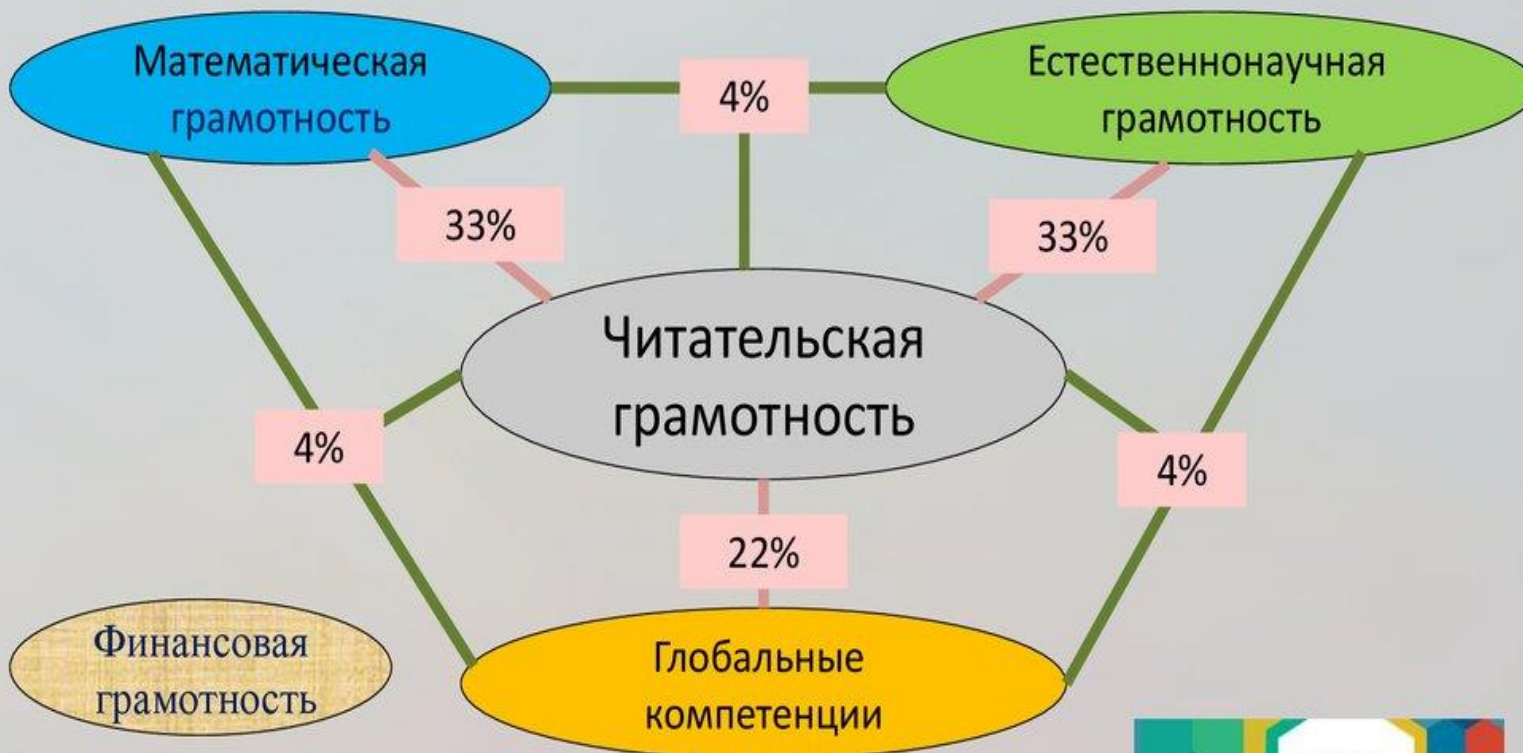 Математическая
грамотность
4%
Естественнонаучная
грамотность
33%
33%
Читательская
грамотность
4%
4%
22%
Финансовая
грамотность
Глобальные
компетенции